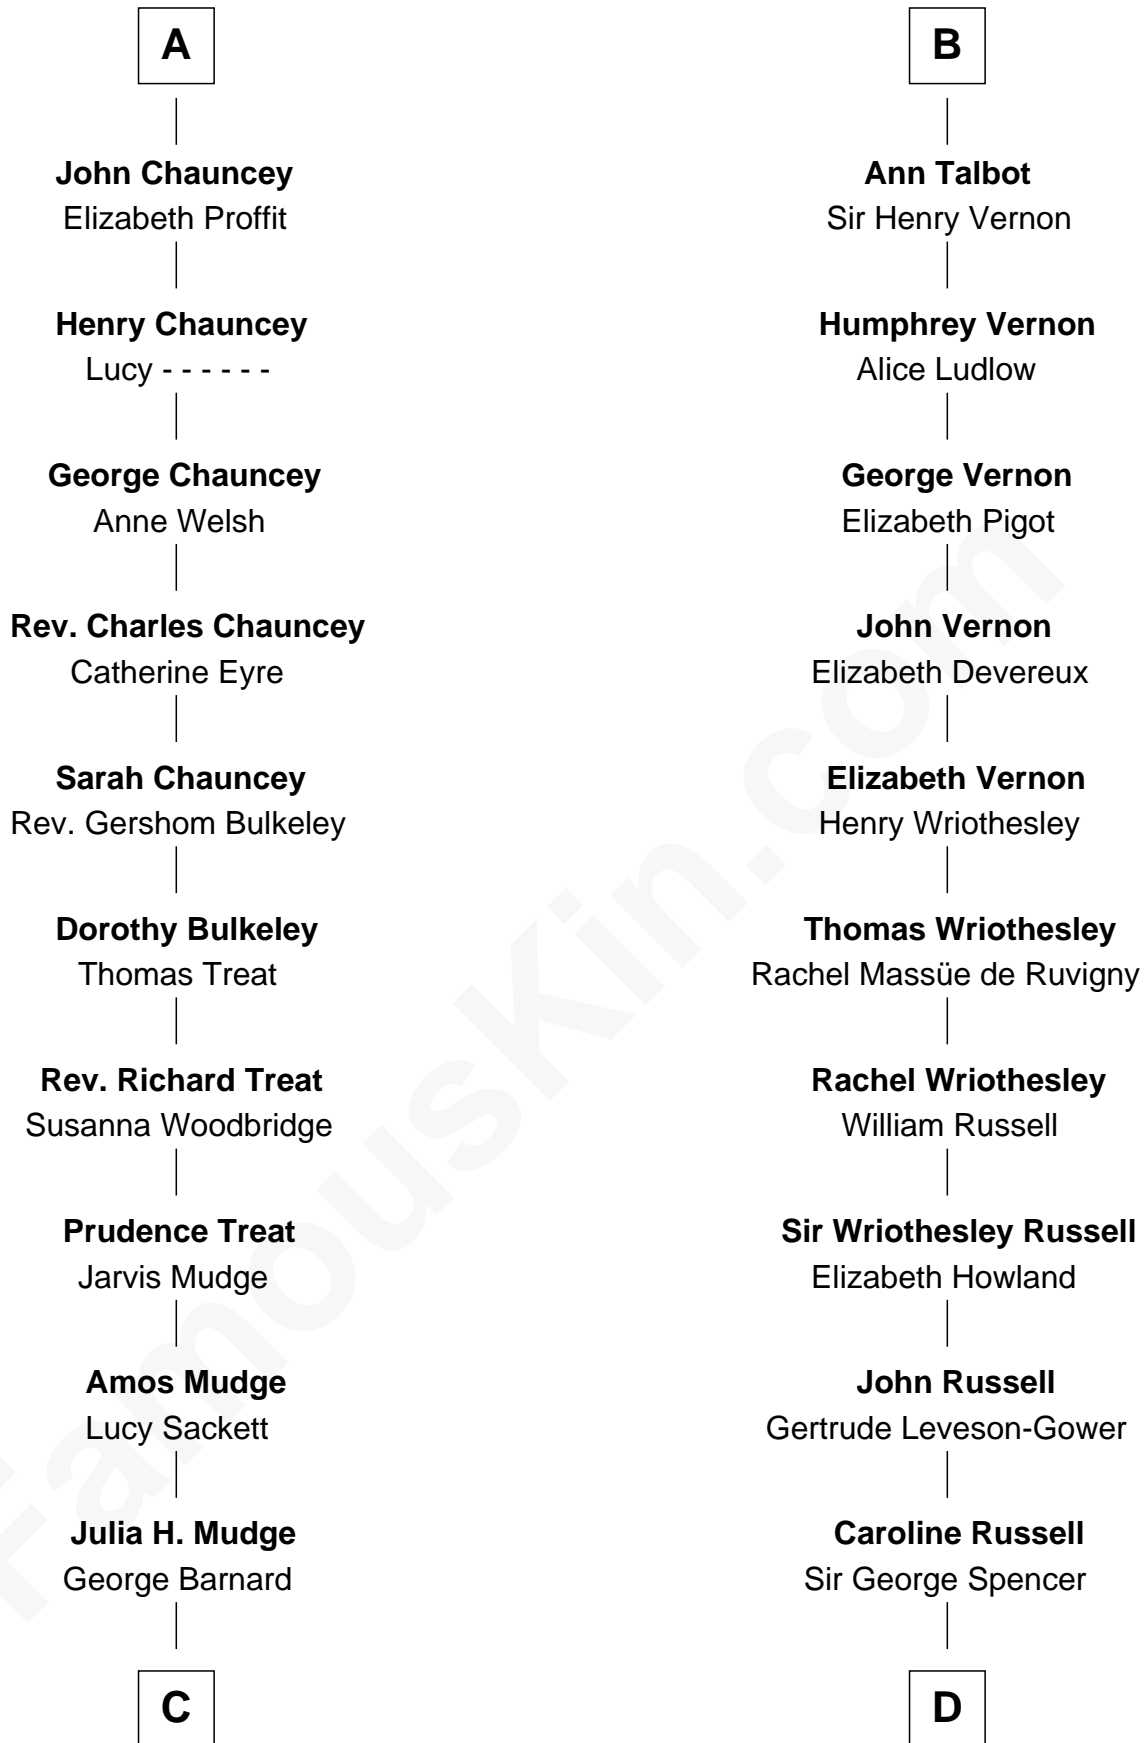 A
John Chauncey
Elizabeth Proffit
Henry Chauncey
Lucy - - - - - -
George Chauncey
Anne Welsh
Rev. Charles Chauncey
Catherine Eyre
Sarah Chauncey
Rev. Gershom Bulkeley
Dorothy Bulkeley
Thomas Treat
Rev. Richard Treat
Susanna Woodbridge
Prudence Treat
Jarvis Mudge
Amos Mudge
Lucy Sackett
Julia H. Mudge
George Barnard
C
B
Ann Talbot
Sir Henry Vernon
Humphrey Vernon
Alice Ludlow
George Vernon
Elizabeth Pigot
John Vernon
Elizabeth Devereux
Elizabeth Vernon
Henry Wriothesley
Thomas Wriothesley
Rachel Massüe de Ruvigny
Rachel Wriothesley
William Russell
Sir Wriothesley Russell
Elizabeth Howland
John Russell
Gertrude Leveson-Gower
Caroline Russell
Sir George Spencer
D
FamousKin.com